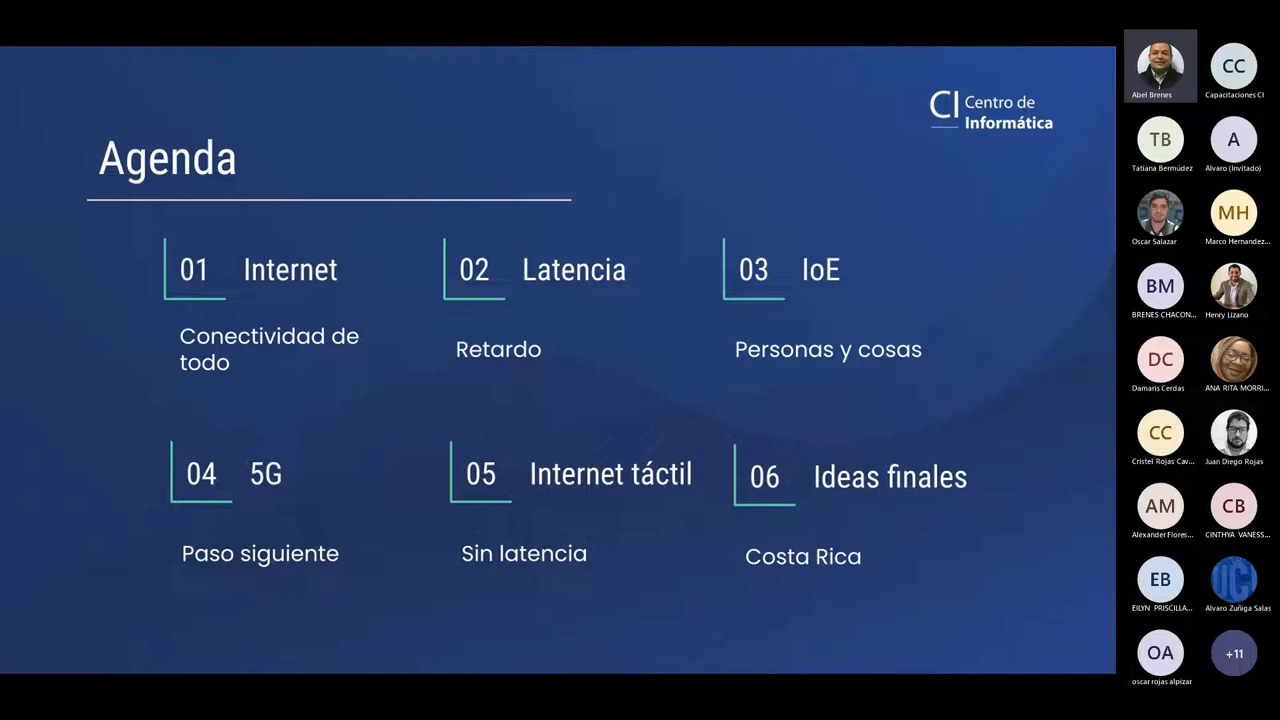 CI Centro de
Informática
Agenda
01 Internet
Conectividad de
todo
02 Latencia
Retardo
03 IoE
Personas y cosas
04 5G
Paso siguiente
05 Internet táctil
Sin latencia
06 Ideas finales
Costa Rica
Abel Brenes
CC
Capacitaciones CI
TB
Tatiana Bermúdez
A
Alvaro (Invitado)
Oscar Salazar
MH
Marco Hernandez...
BM
BRENES CHACON...
Henry Lizano
DC
Damaris Cerdas
ANA RITA MORRI...
CC
Cristel Rojas Cav...
Juan Diego Rojas
AM
Alexander Flores...
CB
CINTHYA VANESS...
EB
EILYN PRISCILLA...
UCI
Alvaro Zuñiga Salas
OA
oscar rojas alpizar
+11